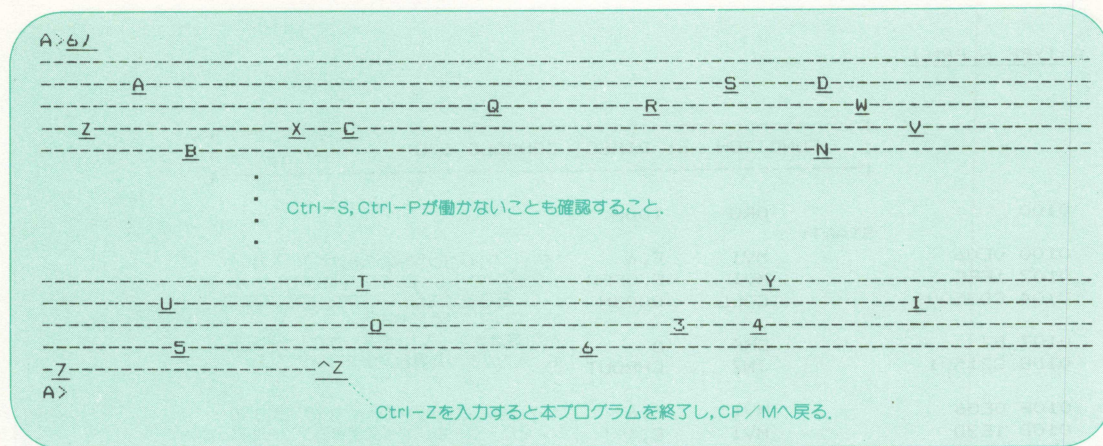 A>61
--------------------------------------------------------------------------------
-------A--------------------------------------------S------D--------------------
----------------------------------Q-----------R---------------W-----------------
---Z---------------X---C------------------------------------------V-------------
-----------B-----------------------------------------------N--------------------
Ctrl-S,Ctrl-Pが働かないことも確認すること.
------------------------T------------------------------Y------------------------
---------U--------------------------------------------------------I-------------
-------------------------O----------------------3-----4-------------------------
----------5------------------------------6--------------------------------------
-7-------------------^Z
A>
Ctrl-Zを入力すると本プログラムを終了し,CP/Mへ戻る.